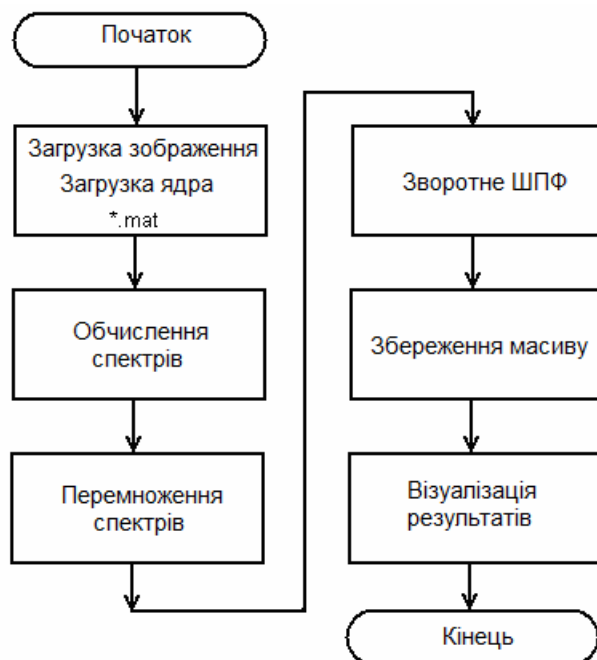 Початок
Загрузка зображення
Загрузка ядра
*.mat
Обчислення
спектрів
Перемноження
спектрів
Зворотне ШПФ
Збереження масиву
Візуалізація
результатів
Кінець